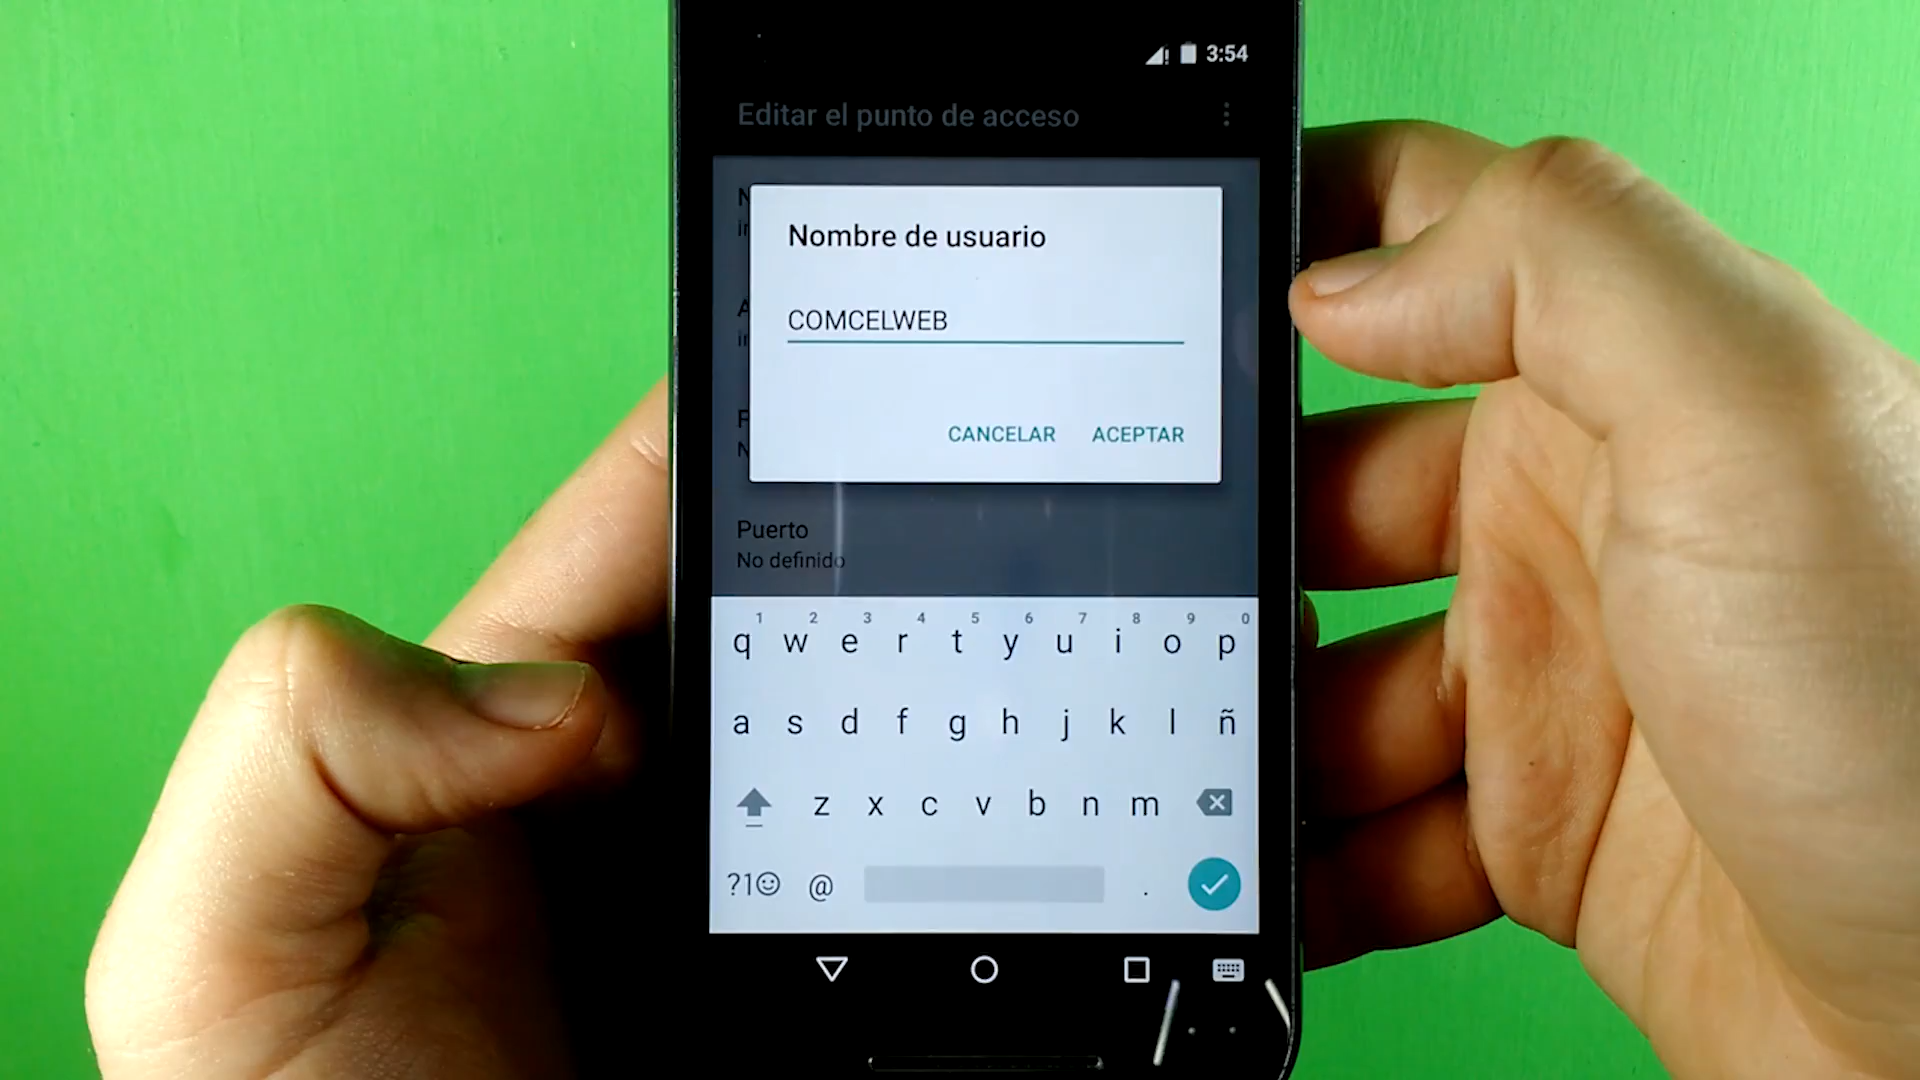 3:54
Editar el punto de acceso
Nombre de usuario
COMCELWEB
CANCELAR ACEPTAR
Puerto
No definido
1 2 3 4 5 6 7 8 9 0
q w e r t y u i o p
a s d f g h j k l ñ
z x c v b n m
?1☺ @ .